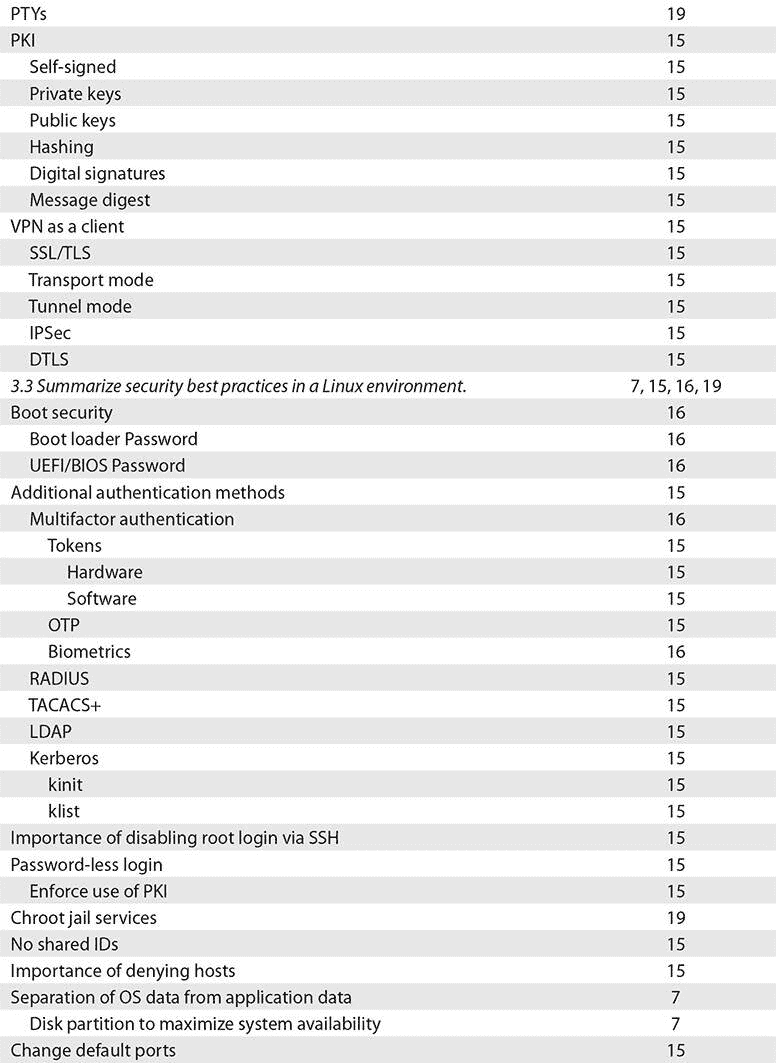 PTYs 19
PKI 15
Self-signed 15
Private keys 15
Public keys 15
Hashing 15
Digital signatures 15
Message digest 15
VPN as a client 15
SSL/TLS 15
Transport mode 15
Tunnel mode 15
IPSec 15
DTLS 15
3.3 Summarize security best practices in a Linux environment. 7, 15, 16, 19
Boot security 16
Boot loader Password 16
UEFI/BIOS Password 16
Additional authentication methods 15
Multifactor authentication 16
Tokens 15
Hardware 15
Software 15
OTP 15
Biometrics 16
RADIUS 15
TACACS+ 15
LDAP 15
Kerberos 15
kinit 15
klist 15
Importance of disabling root login via SSH 15
Password-less login 15
Enforce use of PKI 15
Chroot jail services 19
No shared IDs 15
Importance of denying hosts 15
Separation of OS data from application data 7
Disk partition to maximize system availability 7
Change default ports 15